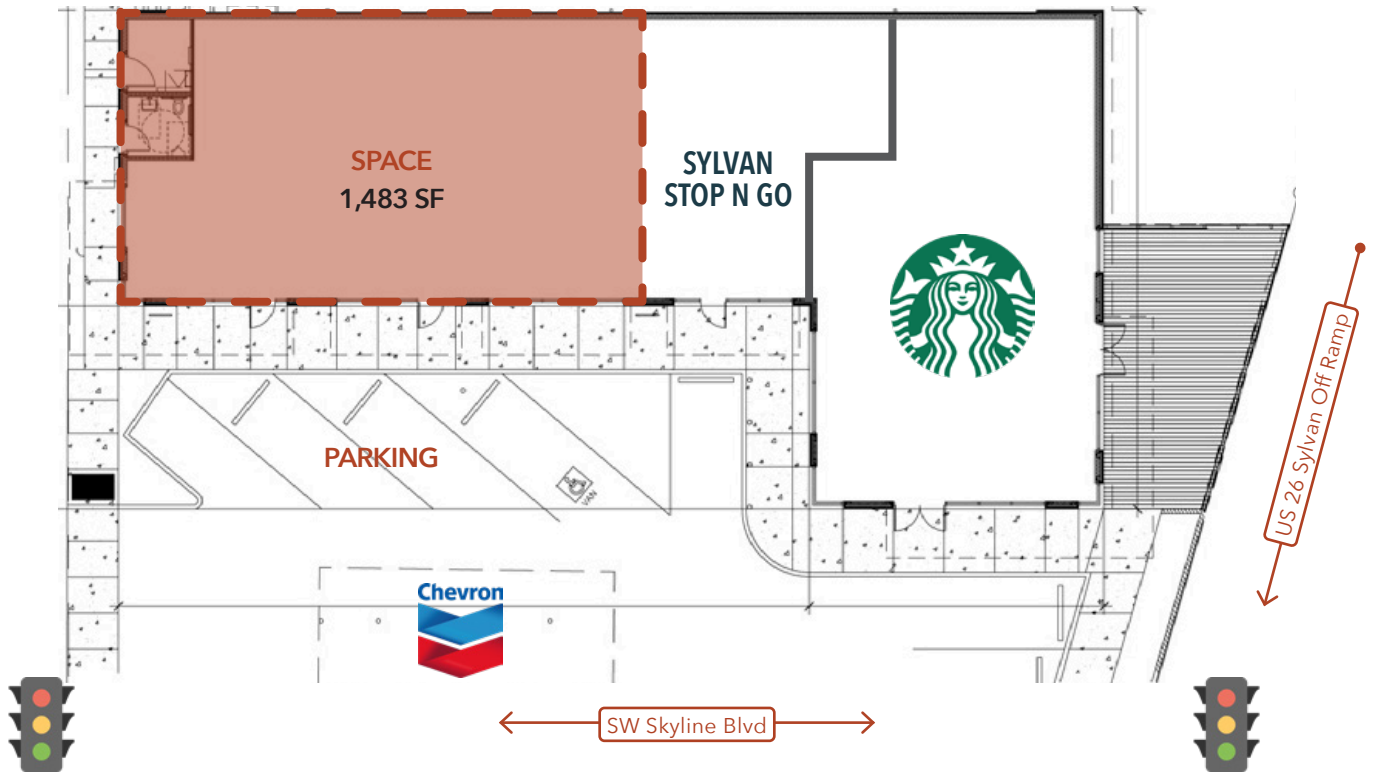 SPACE
1,483 SF
SYLVAN
STOP N GO
PARKING
VAN
Chevron
US 26 Sylvan Off Ramp
SW Skyline Blvd